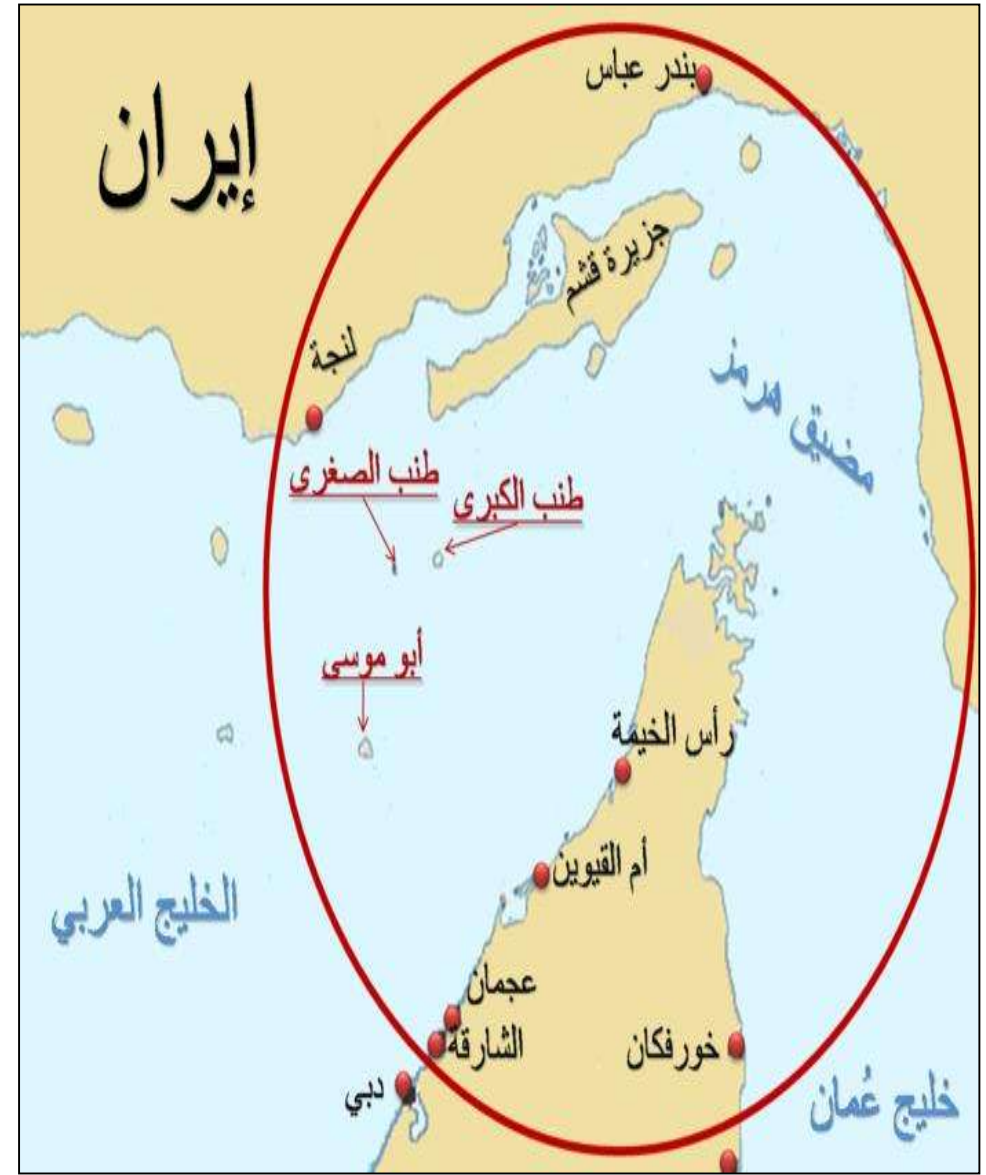 بندر عباس
إيران
جزيرة قشم
لنجة
مضيق هرمز
طنب الصغرى
طنب الكبرى
أبو موسى
رأس الخيمة
أم القيوين
الخليج العربي
عجمان
الشارقة
خورفكان
دبي
خليج عُمان